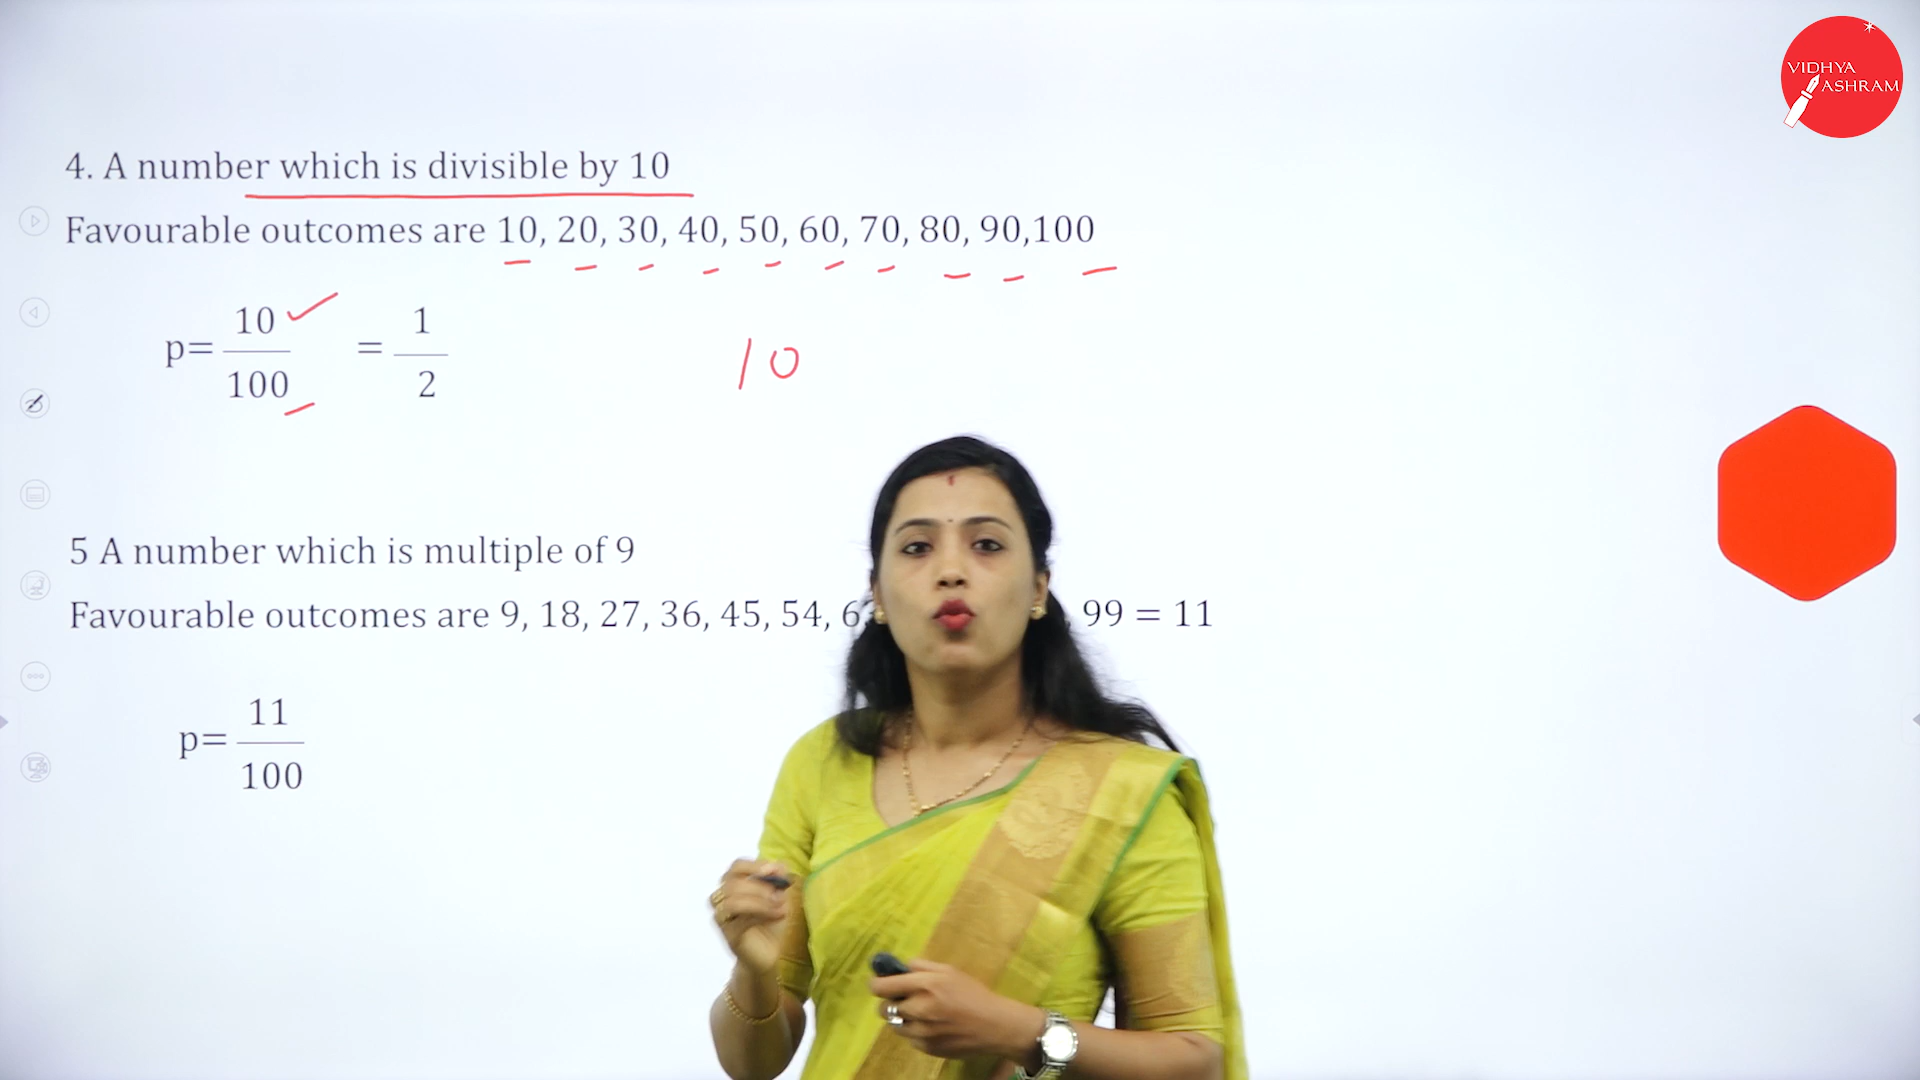 VIDHYA
ASHRAM
4. A number which is divisible by 10
Favourable outcomes are 10, 20, 30, 40, 50, 60, 70, 80, 90,100
p= 10/100 = 1/2
10
5 A number which is multiple of 9
Favourable outcomes are 9, 18, 27, 36, 45, 54, 99 = 11
p= 11/100